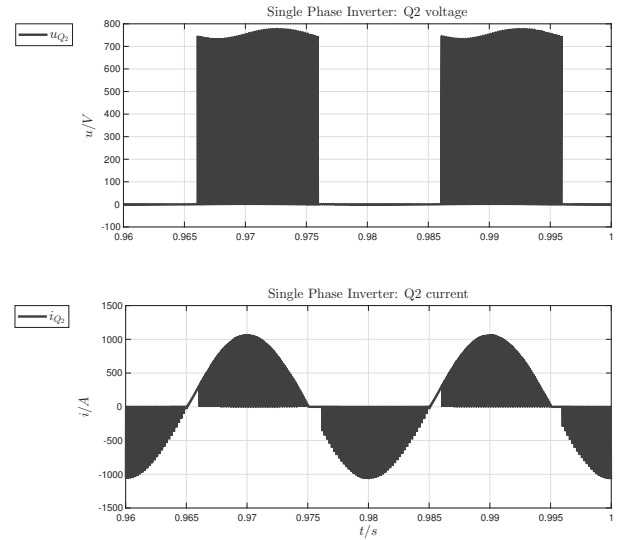 Single Phase Inverter: Q2 voltage
u_{Q_2}
800
700
600
500
400
300
200
100
0
-100
u/V
0.96 0.965 0.97 0.975 0.98 0.985 0.99 0.995 1
Single Phase Inverter: Q2 current
i_{Q_2}
1500
1000
500
0
-500
-1000
-1500
i/A
0.96 0.965 0.97 0.975 0.98 0.985 0.99 0.995 1
t/s